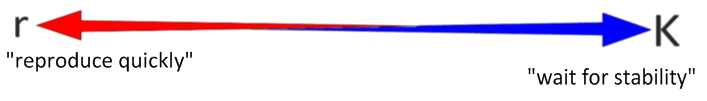 r K
"reproduce quickly"
"wait for stability"